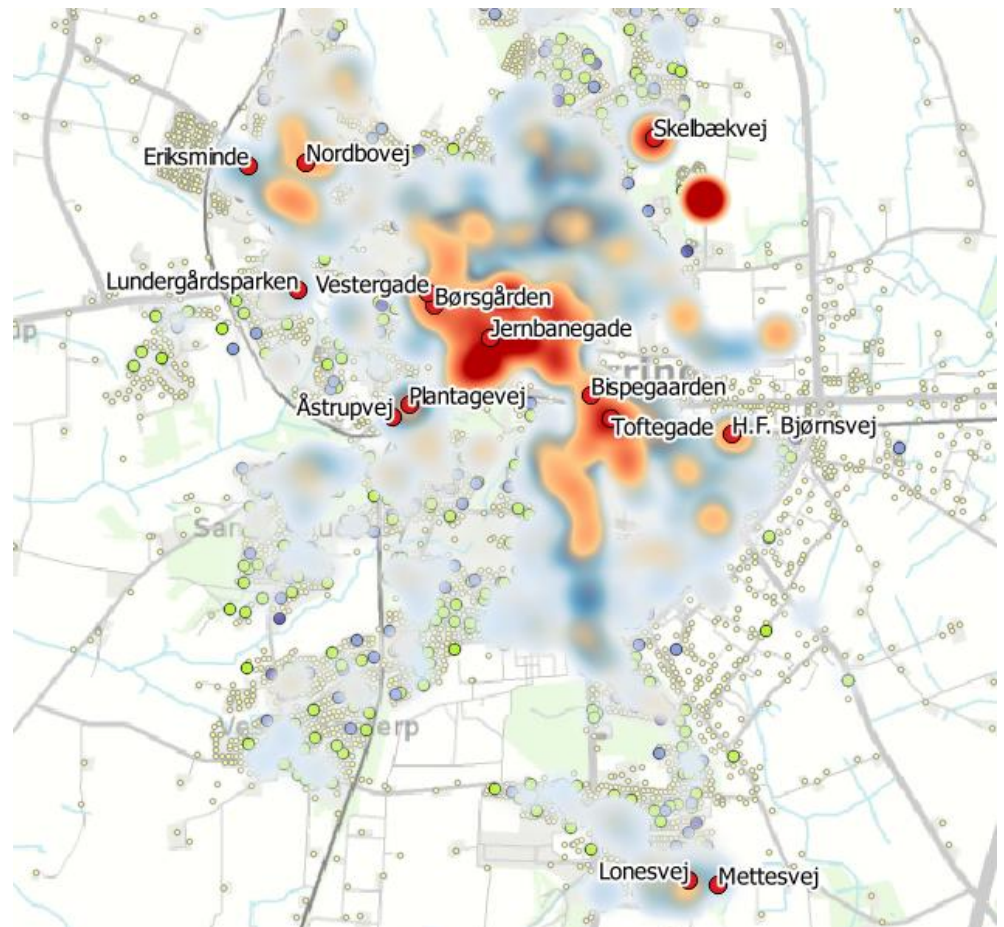 Skelbækvej
Eriksminde
Nordbovej
Lundergårdsparken
Vestergade
Børsgården
Jernbanegade
Bispegaarden
Plantagevej
Åstrupvej
Toftegade
H.F. Bjørnsvej
Lonesvej
Mettesvej